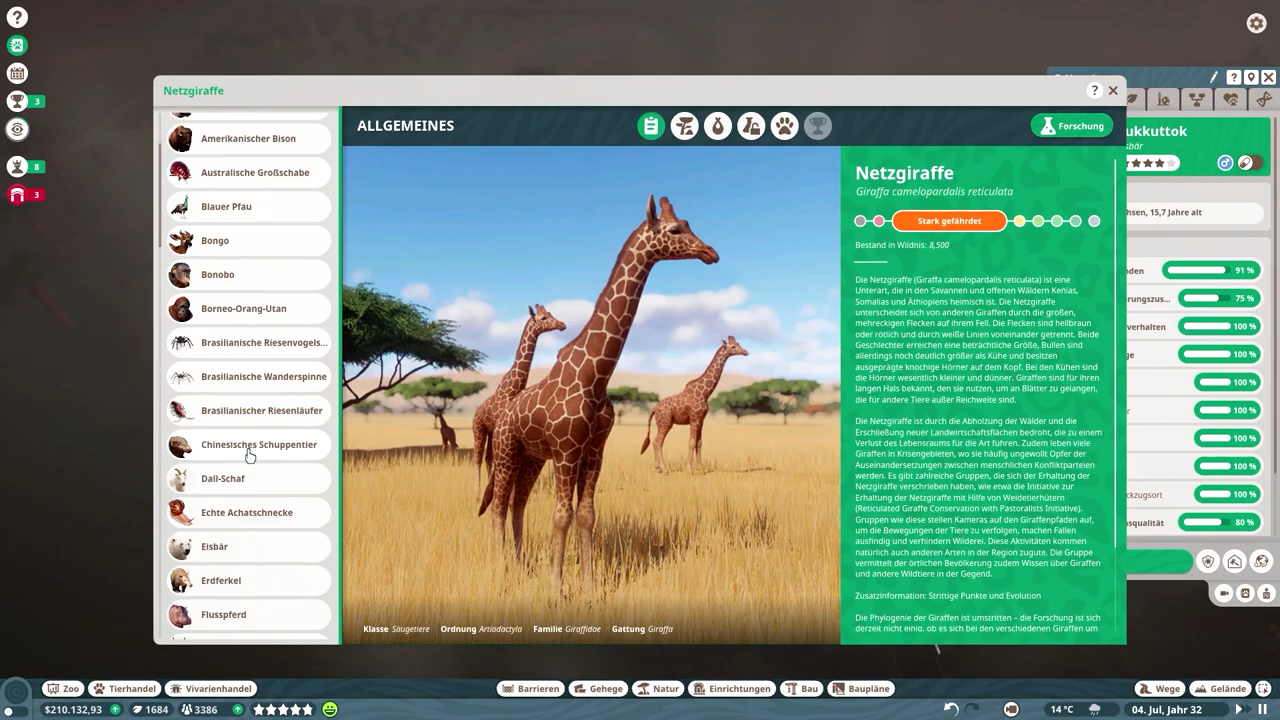 3
8
3
Netzgiraffe
?
Amerikanischer Bison
Australische Großschabe
Blauer Pfau
Bongo
Bonobo
Borneo-Orang-Utan
Brasilianische Riesenvogels...
Brasilianische Wanderspinne
Brasilianischer Riesenläufer
Chinesisches Schuppentier
Dall-Schaf
Echte Achatschnecke
Eisbär
Erdferkel
Flusspferd
ALLGEMEINES
Forschung
Klasse Säugetiere Ordnung Artiodactyla Familie Giraffidae Gattung Giraffa
Netzgiraffe
Giraffa camelopardalis reticulata
Stark gefährdet
Bestand in Wildnis: 8,500
Die Netzgiraffe (Giraffa camelopardalis reticulata) ist eine
Unterart, die in den Savannen und offenen Wäldern Kenias,
Somalias und Äthiopiens heimisch ist. Die Netzgiraffe
unterscheidet sich von anderen Giraffen durch die großen,
mehreckigen Flecken auf ihrem Fell. Die Flecken sind hellbraun
oder rötlich und durch weiße Linien voneinander getrennt. Beide
Geschlechter erreichen eine beträchtliche Größe, Bullen sind
allerdings noch deutlich größer als Kühe und besitzen
ausgeprägte knochige Hörner auf dem Kopf. Bei den Kühen sind
die Hörner wesentlich kleiner und dünner. Giraffen sind für ihren
langen Hals bekannt, den sie nutzen, um an Blätter zu gelangen,
die für andere Tiere außer Reichweite sind.
Die Netzgiraffe ist durch die Abholzung der Wälder und die
Erschließung neuer Landwirtschaftsflächen bedroht, die zu einem
Verlust des Lebensraums für die Art führen. Zudem leben viele
Giraffen in Krisengebieten, wo sie häufig ungewollt Opfer der
Auseinandersetzungen zwischen menschlichen Konfliktparteien
werden. Es gibt zahlreiche Gruppen, die sich der Erhaltung der
Netzgiraffe verschrieben haben, wie etwa die Initiative zur
Erhaltung der Netzgiraffe mit Hilfe von Weidetierhütern
(Reticulated Giraffe Conservation with Pastoralists Initiative).
Gruppen wie diese stellen Kameras auf den Giraffenpfaden auf,
um die Bewegungen der Tiere zu verfolgen, machen Fallen
ausfindig und verhindern Wilderei. Diese Aktivitäten kommen
natürlich auch anderen Arten in der Region zugute. Die Gruppe
vermittelt der örtlichen Bevölkerung zudem Wissen über Giraffen
und andere Wildtiere in der Gegend.
Zusatzinformation: Strittige Punkte und Evolution
Die Phylogenie der Giraffen ist umstritten – die Forschung ist sich
derzeit nicht einig, ob es sich bei den verschiedenen Giraffen um
ukkuttok
sbär
hsen, 15,7 Jahre alt
nden 91 %
rungszus... 75 %
verhalten 100 %
ge 100 %
100 %
r 100 %
100 %
100 %
ckzugsort 100 %
squalität 80 %
Zoo Tierhandel Vivarienhandel Barrieren Gehege Natur Einrichtungen Bau Baupläne Wege Gelände
$210.132,93 1684 3386 14 °C 04. Jul, Jahr 32